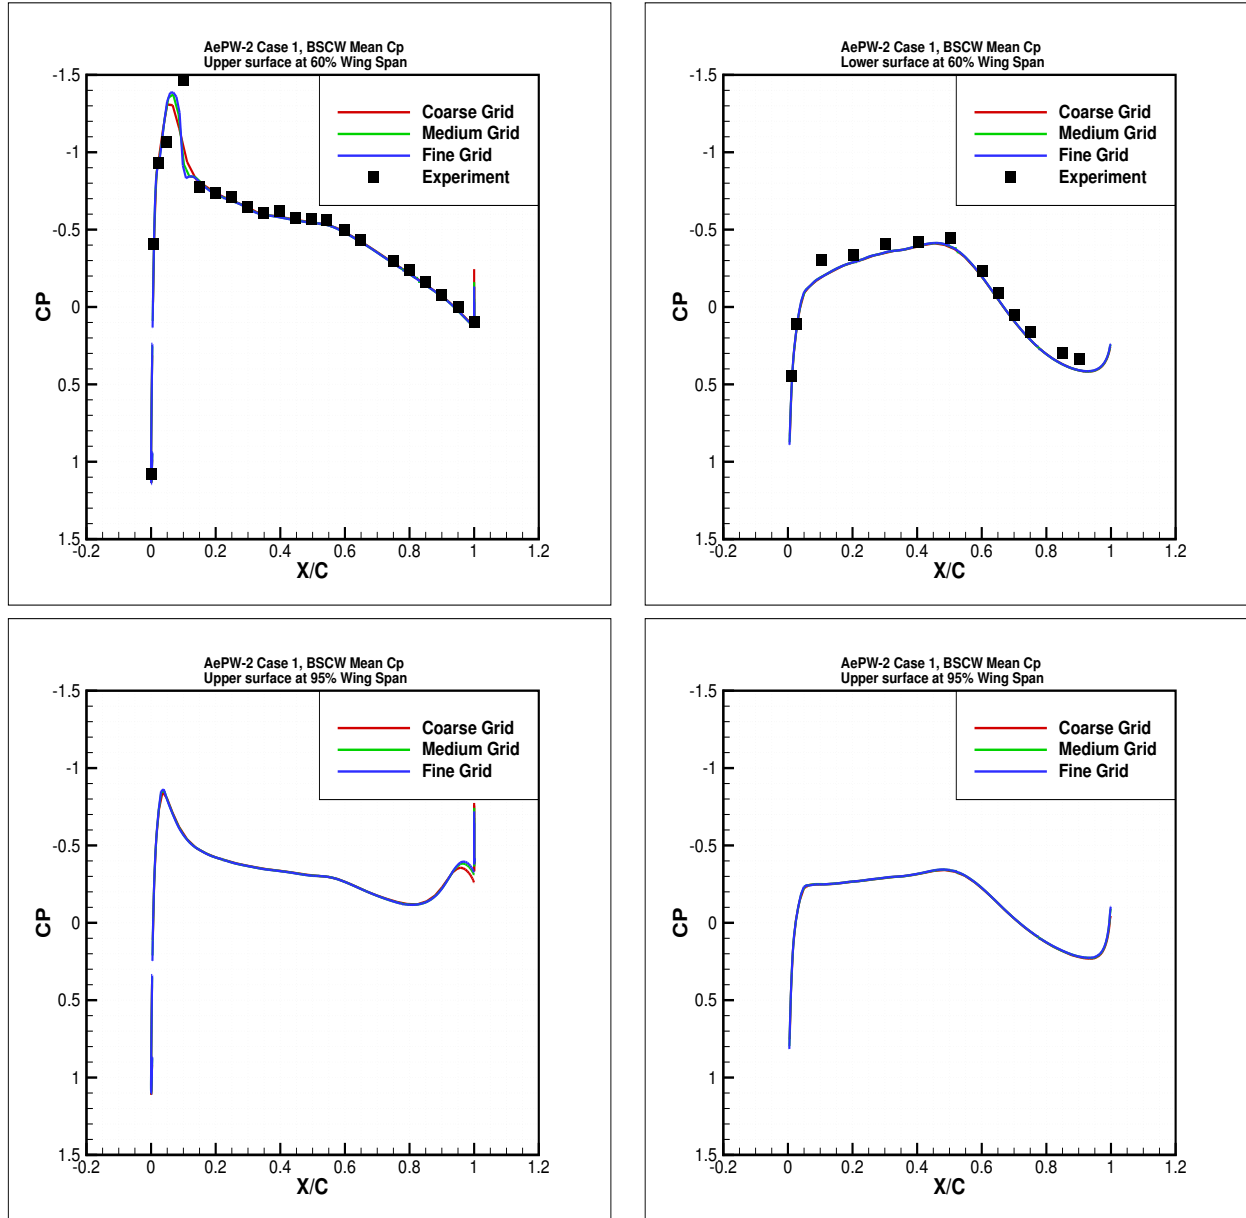 AePW-2 Case 1, BSCW Mean Cp
Upper surface at 60% Wing Span
-1.5
-1
-0.5
0
0.5
1
1.5
CP
-0.2
0
0.2
0.4
0.6
0.8
1
1.2
X/C
Coarse Grid
Medium Grid
Fine Grid
Experiment
AePW-2 Case 1, BSCW Mean Cp
Lower surface at 60% Wing Span
-1.5
-1
-0.5
0
0.5
1
1.5
CP
-0.2
0
0.2
0.4
0.6
0.8
1
1.2
X/C
Coarse Grid
Medium Grid
Fine Grid
Experiment
AePW-2 Case 1, BSCW Mean Cp
Upper surface at 95% Wing Span
-1.5
-1
-0.5
0
0.5
1
1.5
CP
-0.2
0
0.2
0.4
0.6
0.8
1
1.2
X/C
Coarse Grid
Medium Grid
Fine Grid
AePW-2 Case 1, BSCW Mean Cp
Upper surface at 95% Wing Span
-1.5
-1
-0.5
0
0.5
1
1.5
CP
-0.2
0
0.2
0.4
0.6
0.8
1
1.2
X/C
Coarse Grid
Medium Grid
Fine Grid